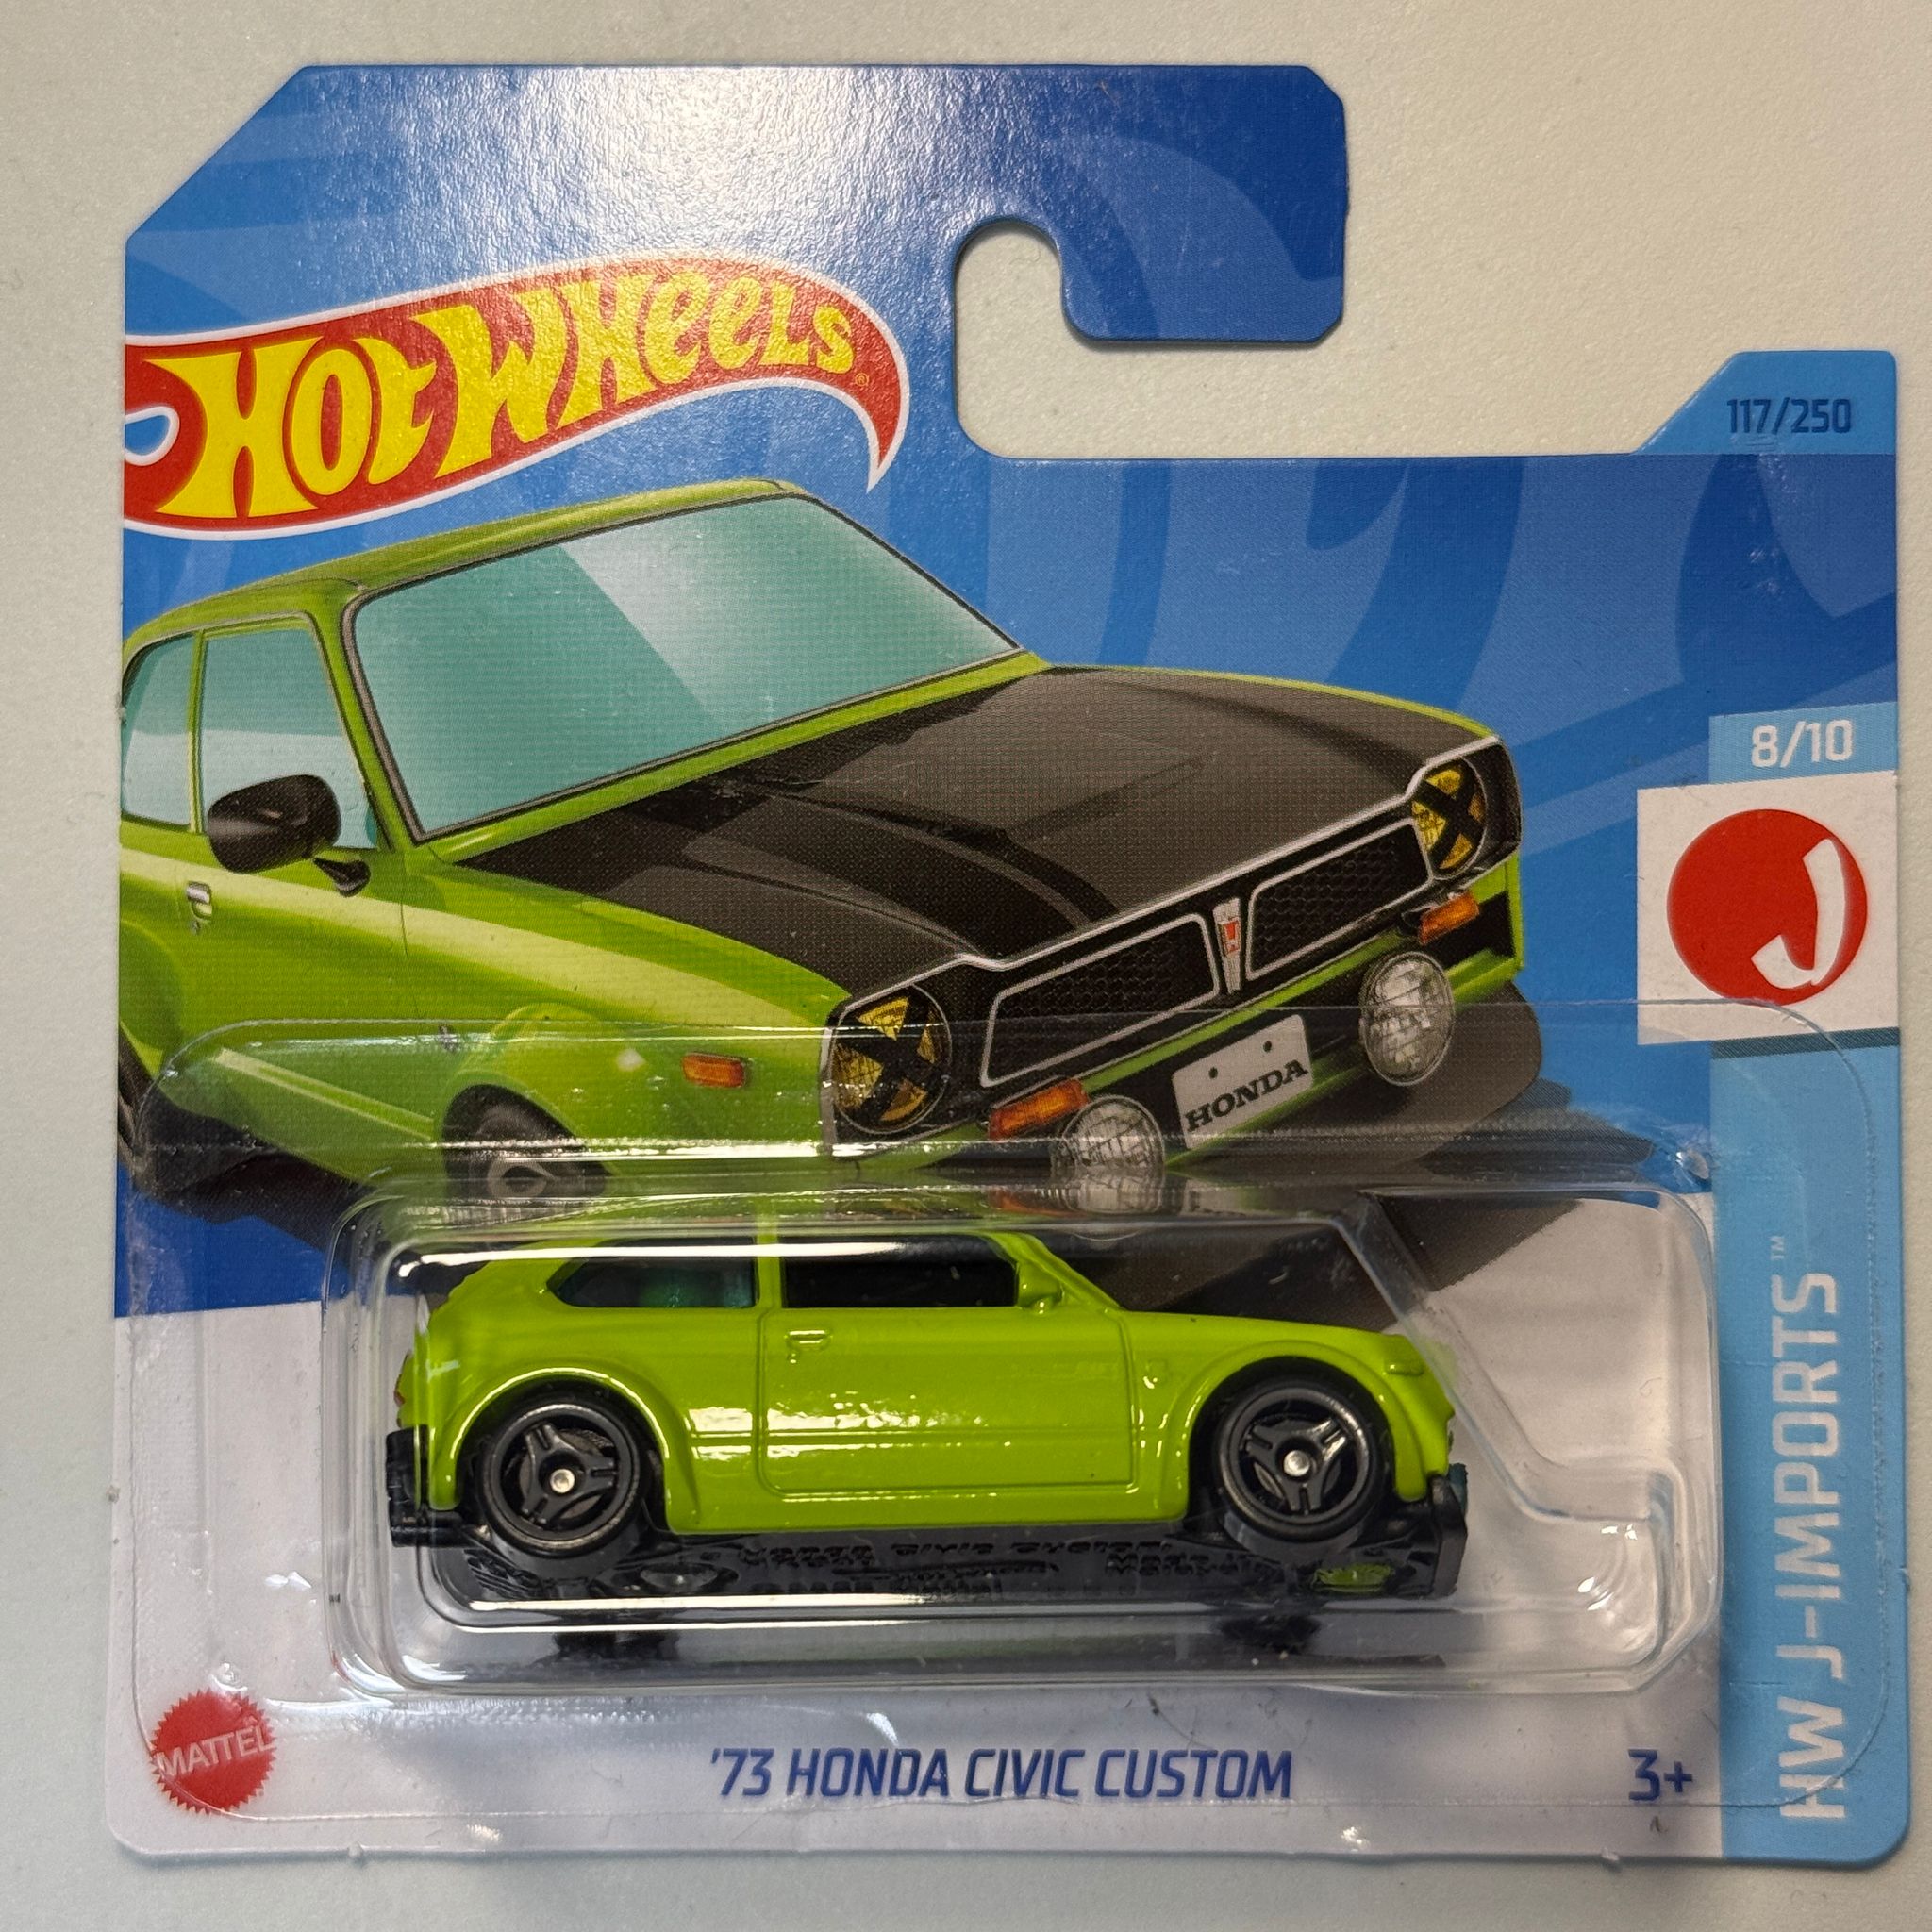 HOT WHEELS
117/250
8/10
J
HONDA
HW J-IMPORTS™
MATTEL
'73 HONDA CIVIC CUSTOM
3+